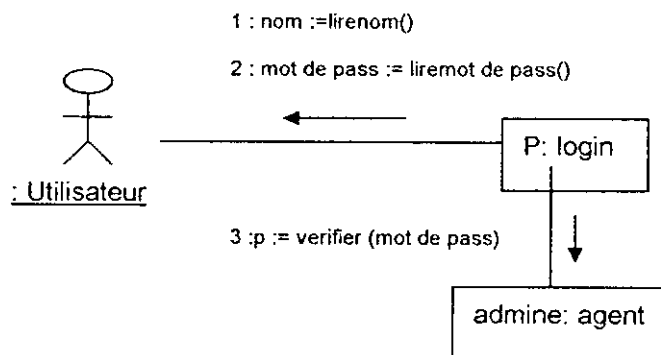 1 : nom :=lirenom()
2 : mot de pass := liremot de pass()
P: login
: Utilisateur
3 :p := verifier (mot de pass)
admine: agent